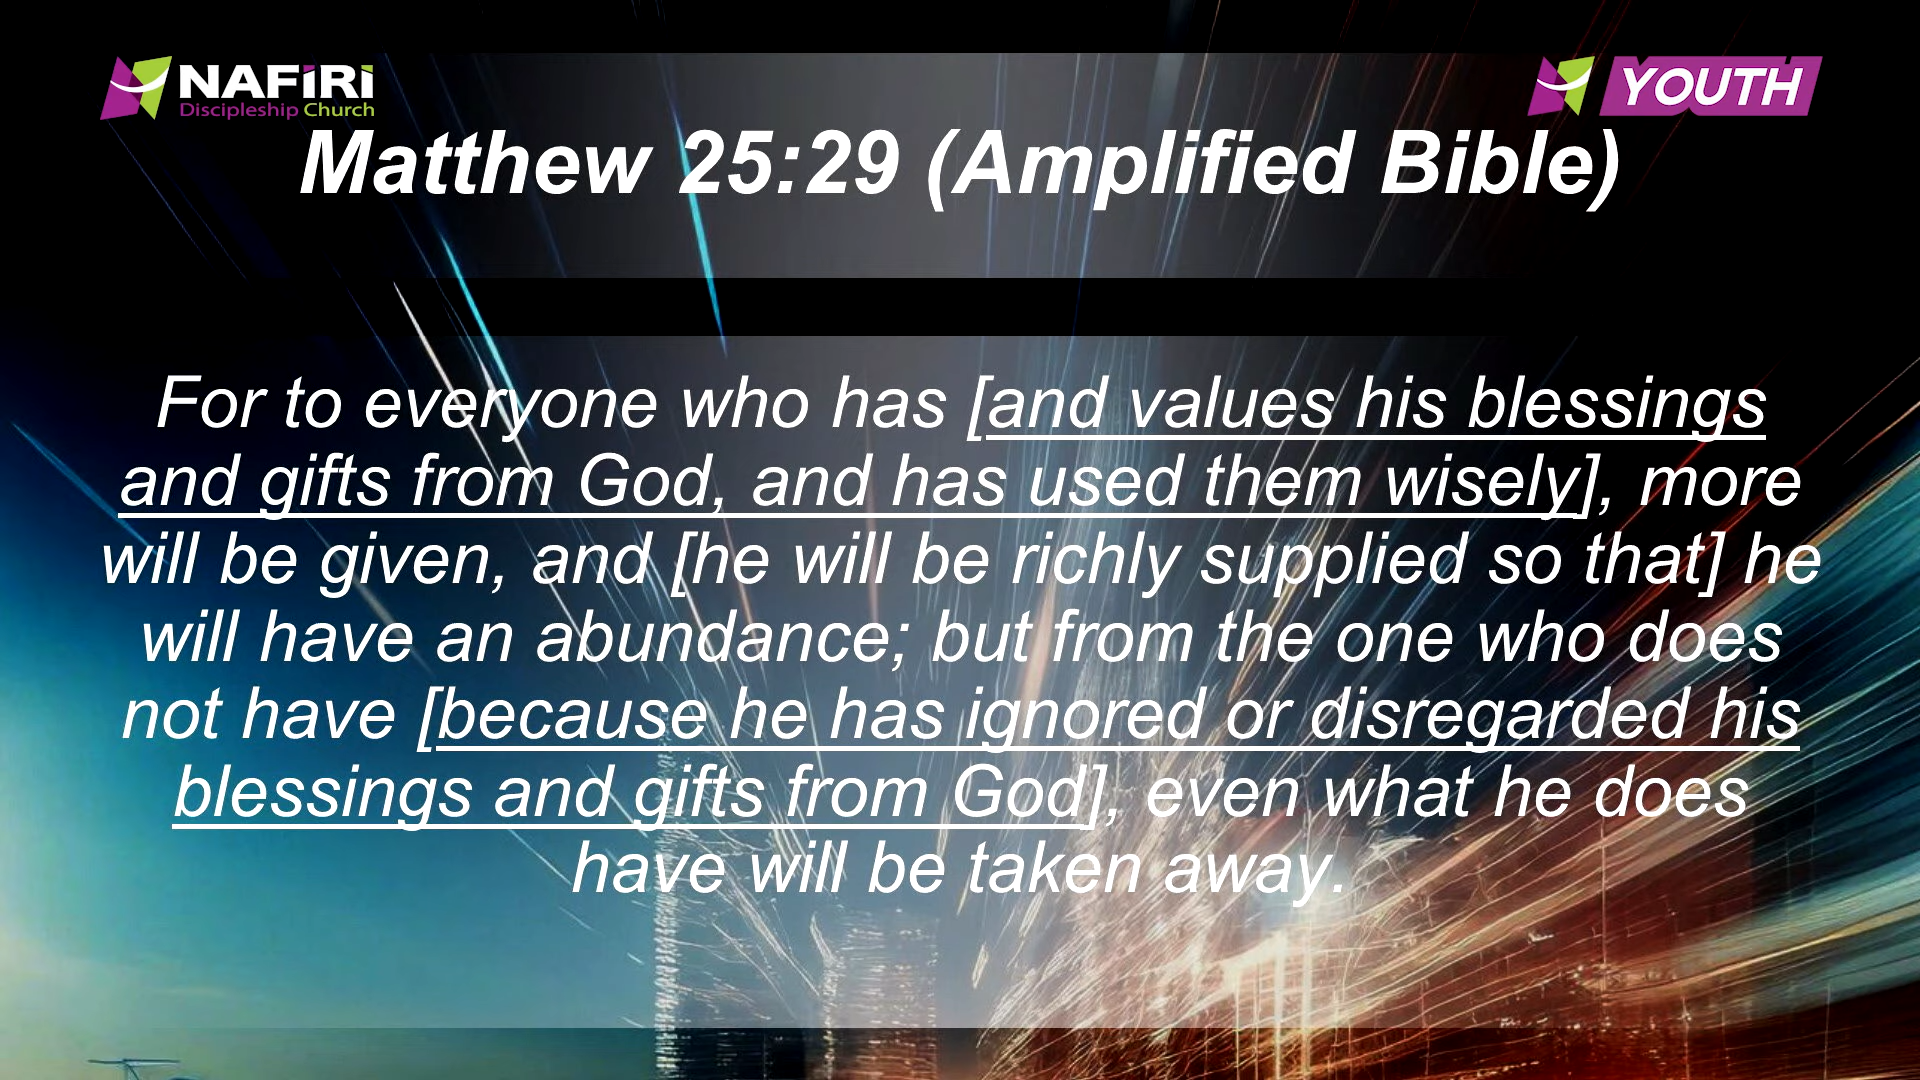 NAFiRi
Discipleship Church
YOUTH
Matthew 25:29 (Amplified Bible)
For to everyone who has [and values his blessings
and gifts from God, and has used them wisely], more
will be given, and [he will be richly supplied so that] he
will have an abundance; but from the one who does
not have [because he has ignored or disregarded his
blessings and gifts from God], even what he does
have will be taken away.